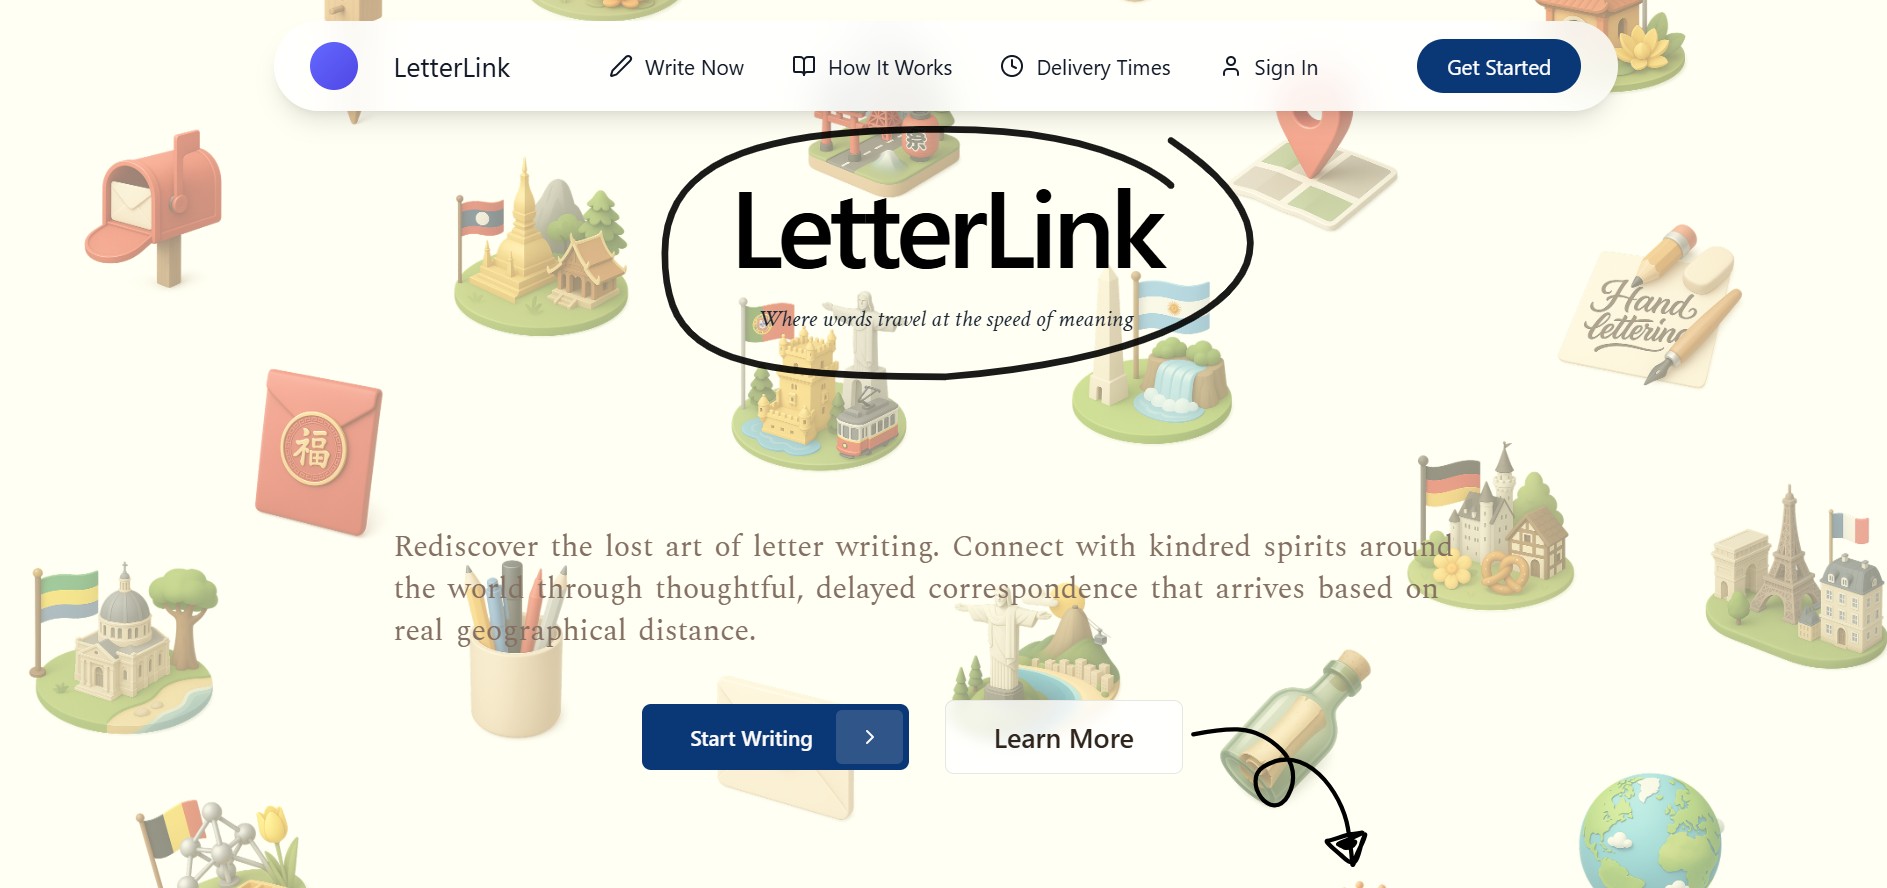 LetterLink
Write Now
How It Works
Delivery Times
Sign In
Get Started
祭
LetterLink
Where words travel at the speed of meaning
Hand
lettering
福
Rediscover the lost art of letter writing. Connect with kindred spirits around
the world through thoughtful, delayed correspondence that arrives based on
real geographical distance.
Start Writing
Learn More